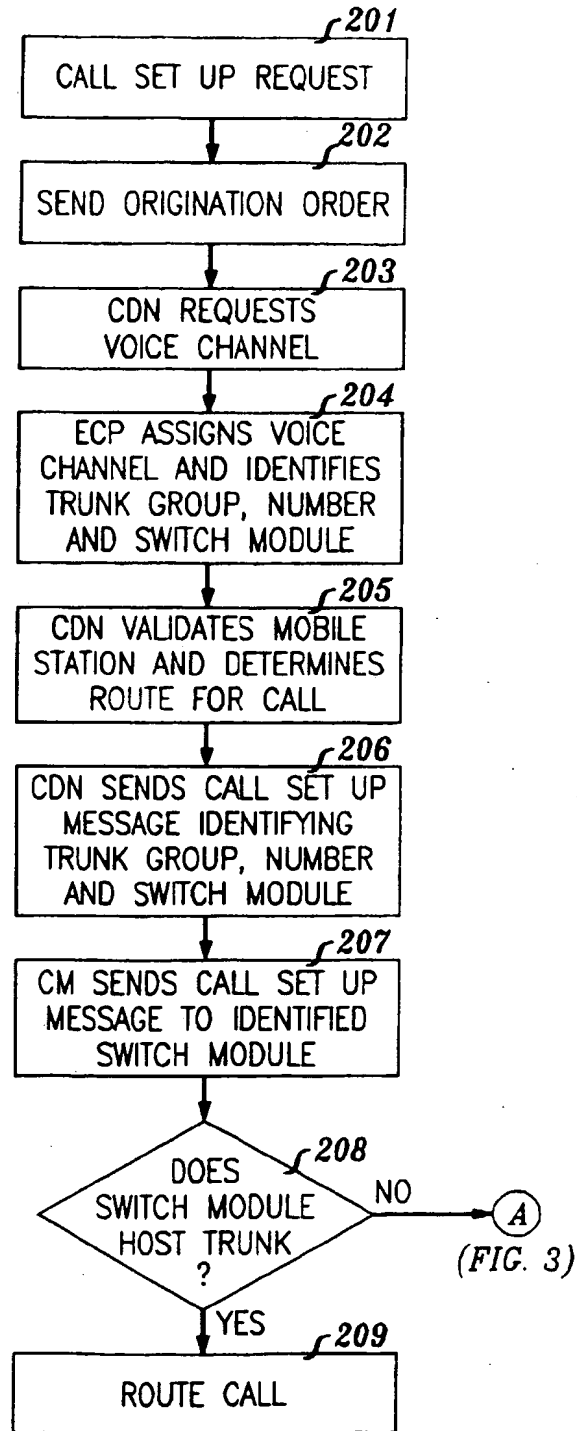 201
CALL SET UP REQUEST
202
SEND ORIGINATION ORDER
203
CDN REQUESTS
VOICE CHANNEL
204
ECP ASSIGNS VOICE
CHANNEL AND IDENTIFIES
TRUNK GROUP, NUMBER
AND SWITCH MODULE
205
CDN VALIDATES MOBILE
STATION AND DETERMINES
ROUTE FOR CALL
206
CDN SENDS CALL SET UP
MESSAGE IDENTIFYING
TRUNK GROUP, NUMBER
AND SWITCH MODULE
207
CM SENDS CALL SET UP
MESSAGE TO IDENTIFIED
SWITCH MODULE
208
DOES
SWITCH MODULE
HOST TRUNK
?
NO
A
(FIG. 3)
YES
209
ROUTE CALL